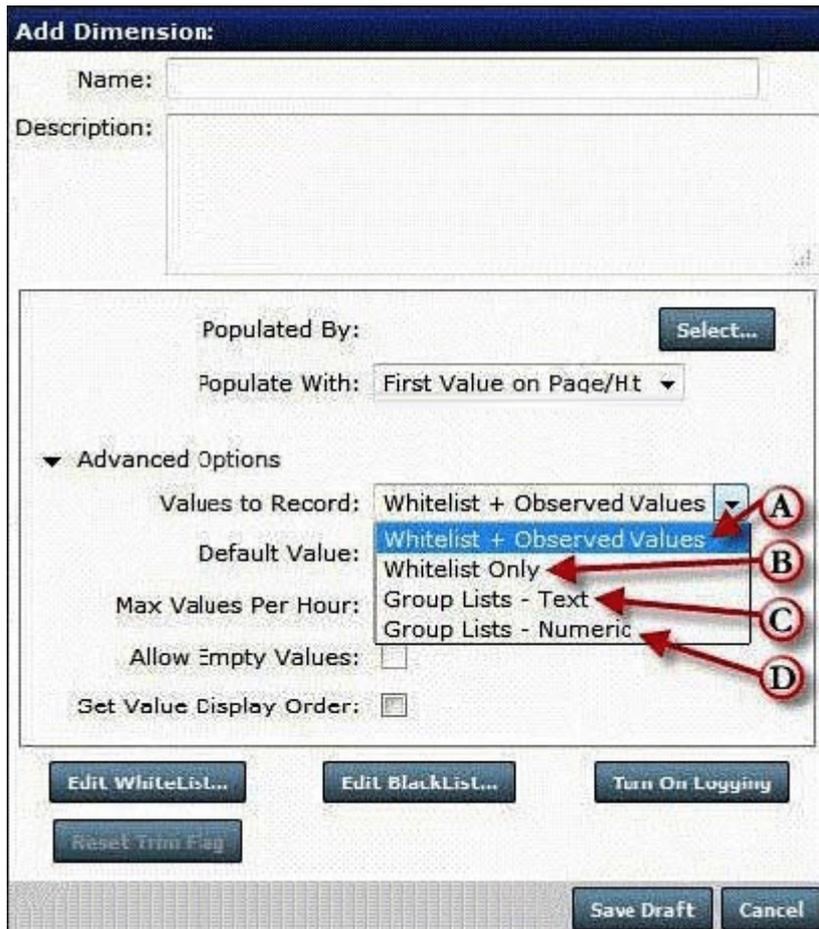 Add Dimension:
Name:
Description:
Populated By:
Select...
Populate With: First Value on Page/Ht
Advanced Options
Values to Record: Whitelist + Observed Values
A
Whitelist + Observed Values
Default Value:
Whitelist Only
B
Max Values Per Hour:
Group Lists - Text
C
Group Lists - Numeric
Allow Empty Values:
D
Set Value Display Order:
Edit WhiteList...
Edit BlackList...
Turn On Logging
Reset Trim Flag
Save Draft
Cancel